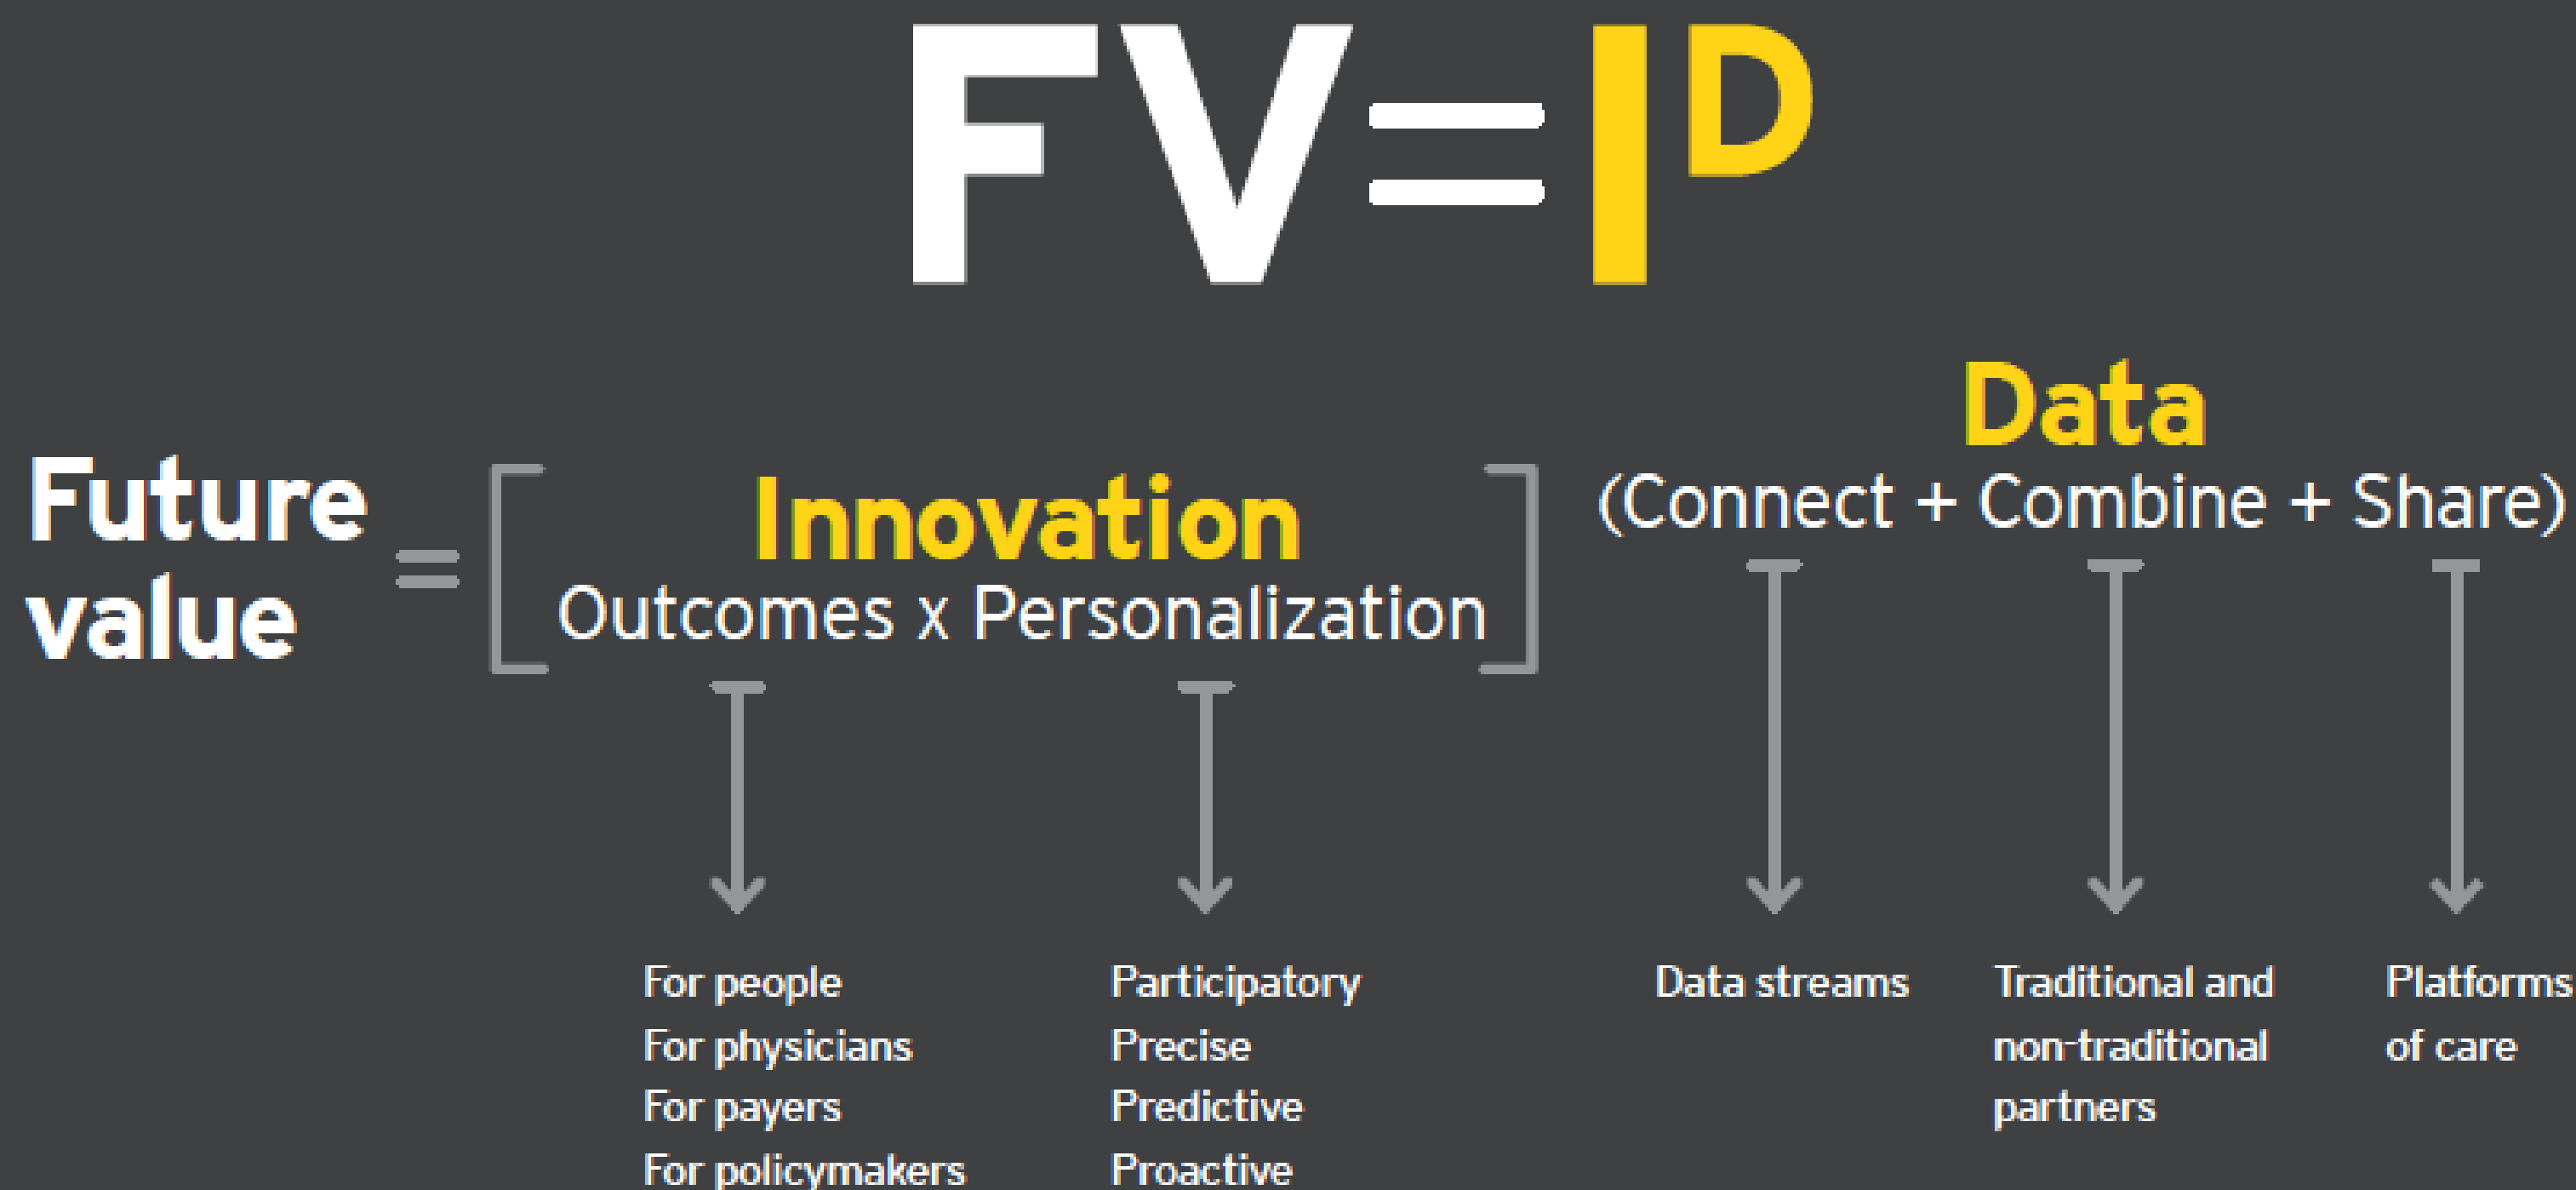 FV=I^D
Data
Future value
=
Innovation
(Connect + Combine + Share)
Outcomes x Personalization
For people
For physicians
For payers
For policymakers
Participatory
Precise
Predictive
Proactive
Data streams
Traditional and
non-traditional
partners
Platforms
of care